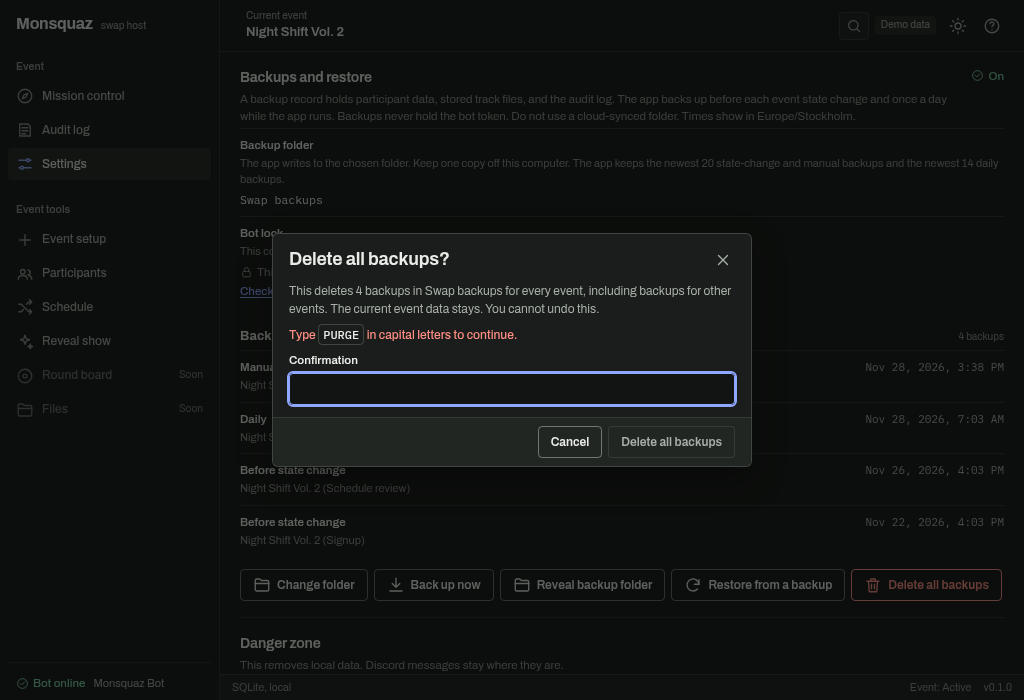 Monsquaz swap host
Event
Mission control
Audit log
Settings
Event tools
Event setup
Participants
Schedule
Reveal show
Round board Soon
Files Soon
Bot online Monsquaz Bot
Current event
Night Shift Vol. 2
Demo data
Backups and restore
On
A backup record holds participant data, stored track files, and the audit log. The app backs up before each event state change and once a day
while the app runs. Backups never hold the bot token. Do not use a cloud-synced folder. Times show in Europe/Stockholm.
Backup folder
The app writes to the chosen folder. Keep one copy off this computer. The app keeps the newest 20 state-change and manual backups and the newest 14 daily
backups.
Swap backups
Bot lock
This co
Thi
Check
Back
4 backups
Manua
Nov 28, 2026, 3:38 PM
Night S
Daily
Nov 28, 2026, 7:03 AM
Night S
Before state change
Nov 26, 2026, 4:03 PM
Night Shift Vol. 2 (Schedule review)
Before state change
Nov 22, 2026, 4:03 PM
Night Shift Vol. 2 (Signup)
Delete all backups?
This deletes 4 backups in Swap backups for every event, including backups for other
events. The current event data stays. You cannot undo this.
Type PURGE in capital letters to continue.
Confirmation
Cancel Delete all backups
Change folder Back up now Reveal backup folder Restore from a backup Delete all backups
Danger zone
This removes local data. Discord messages stay where they are.
SQLite, local
Event: Active v0.1.0